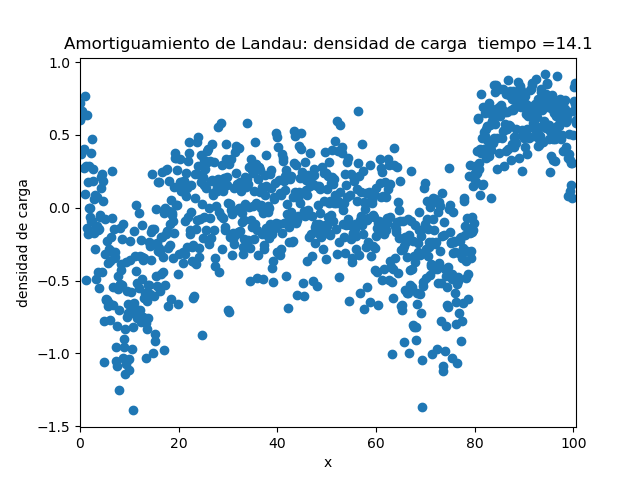 Amortiguamiento de Landau: densidad de carga  tiempo =14.1
1.0
0.5
0.0
−0.5
−1.0
−1.5
densidad de carga
0 20 40 60 80 100
x